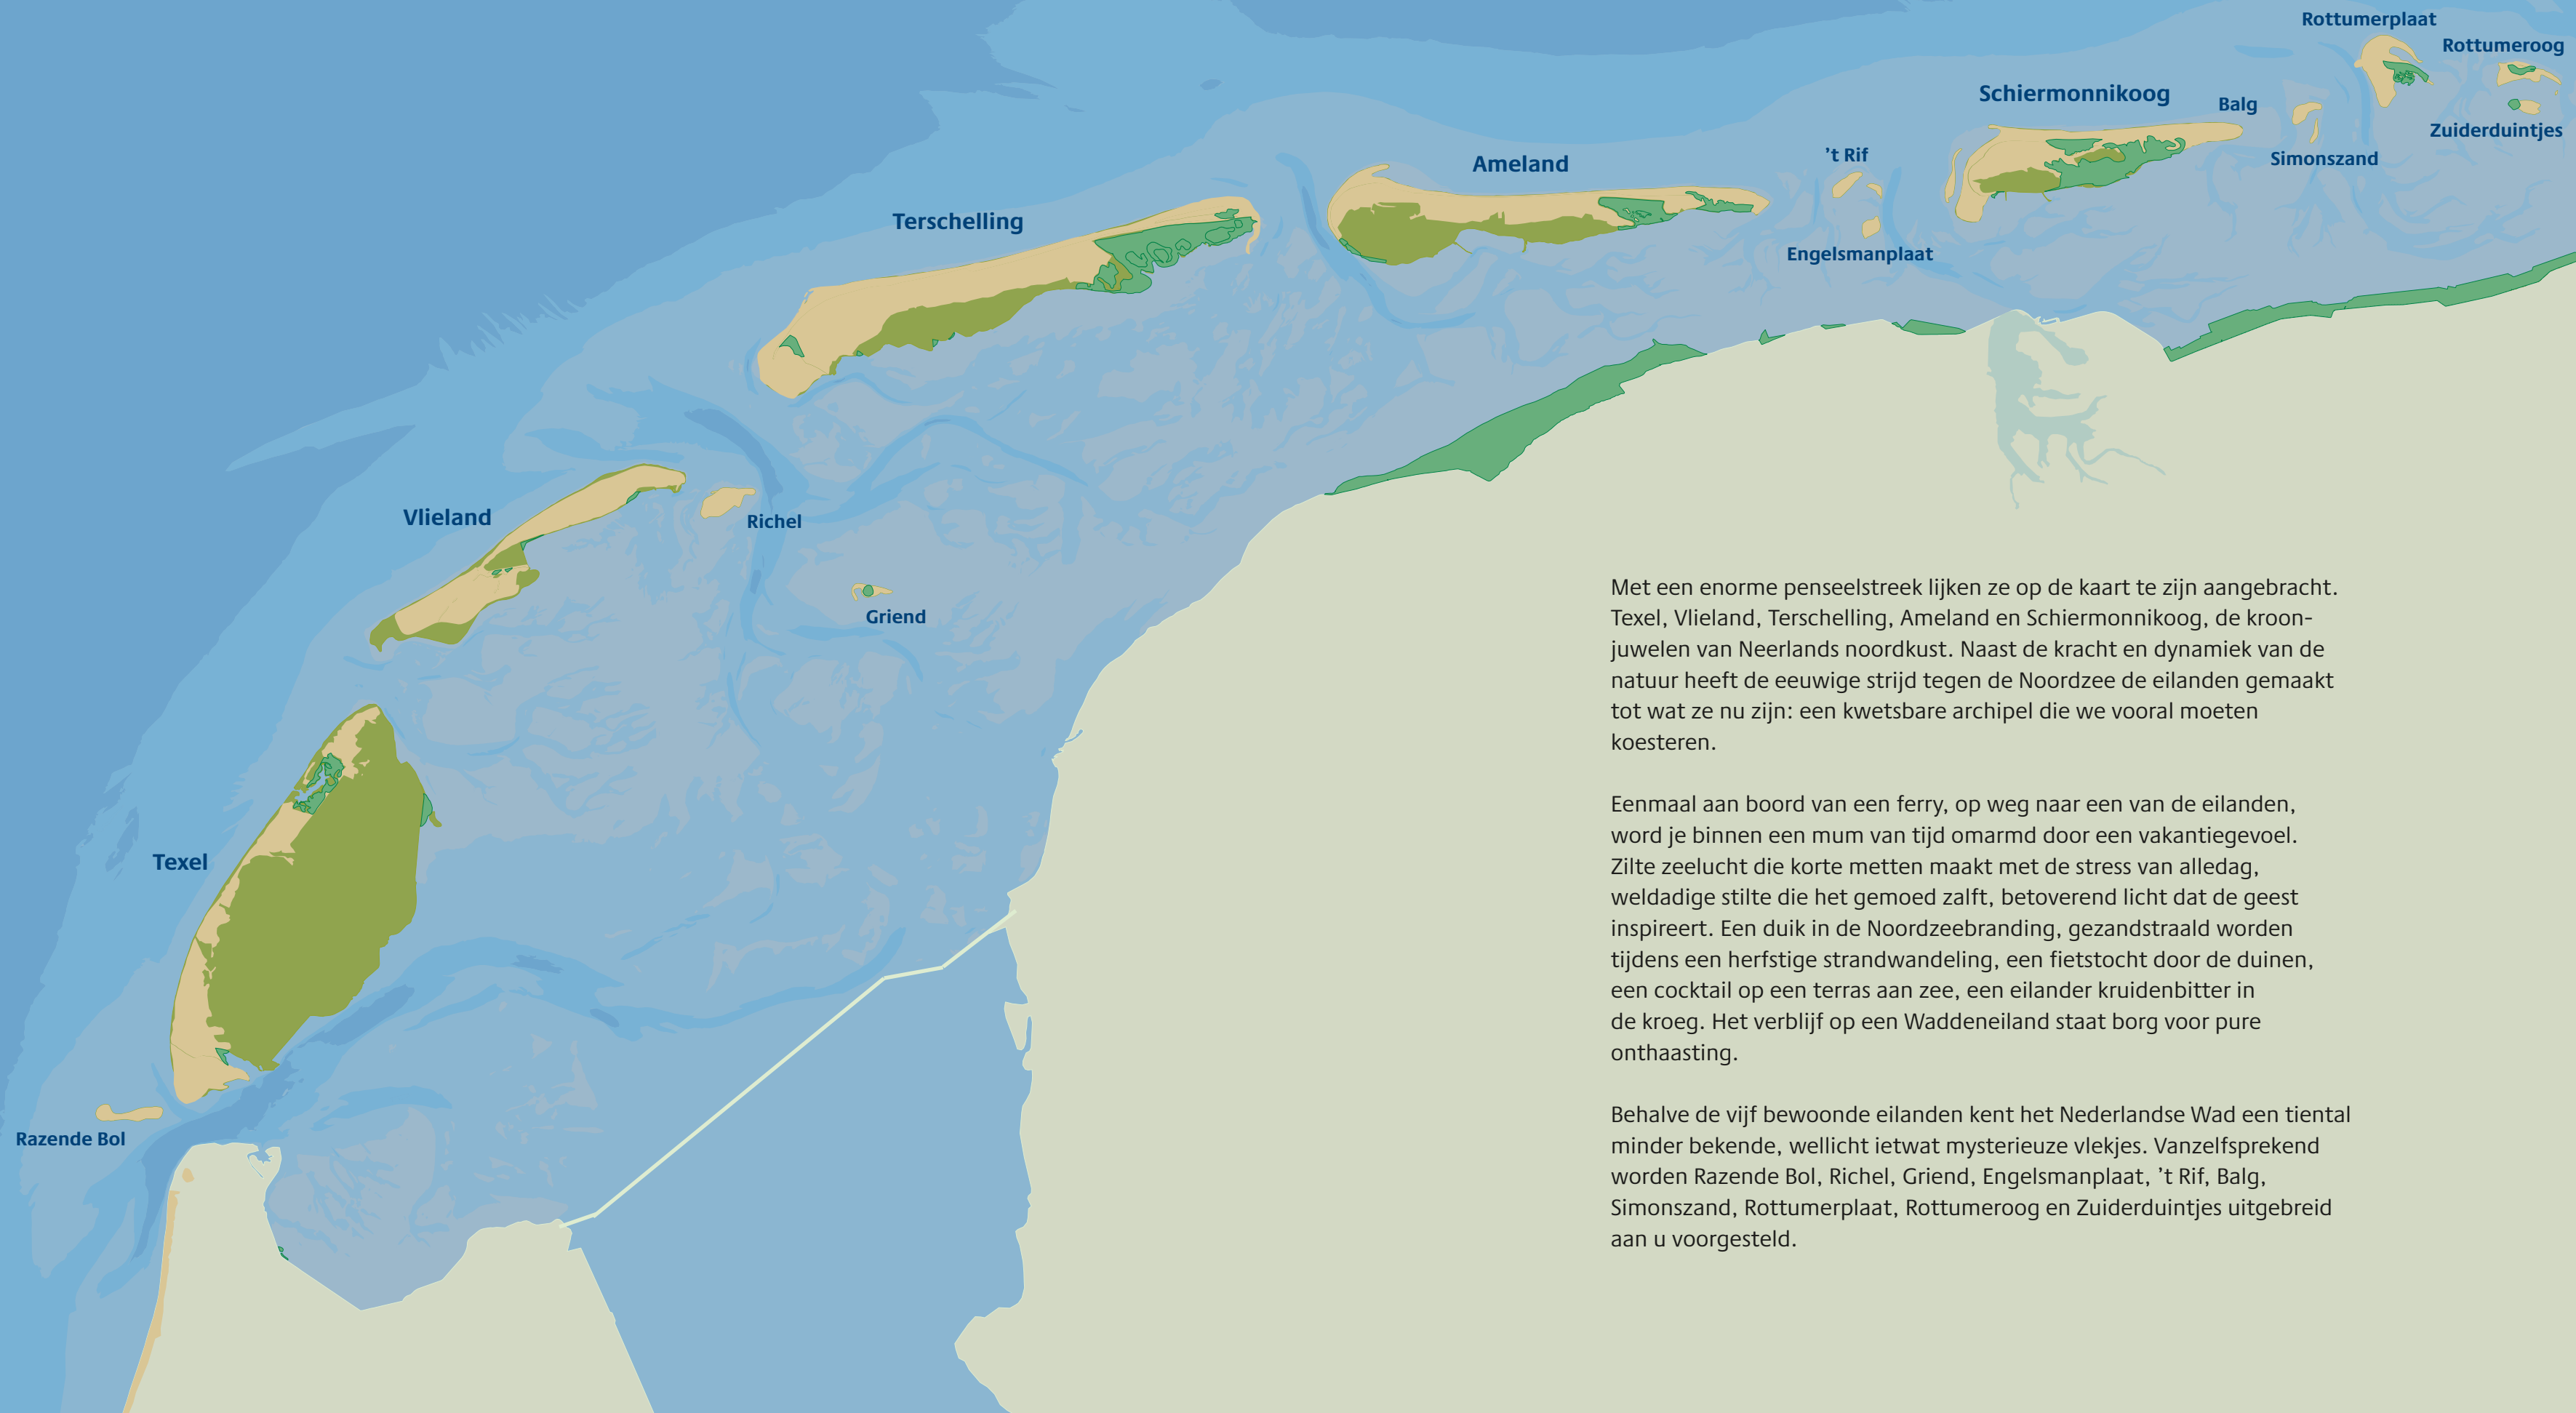 Rottumerplaat
Rottumeroog
Schiermonnikoog
Balg
Zuiderduintjes
Simonszand
’t Rif
Ameland
Engelsmanplaat
Terschelling
Vlieland
Richel
Griend
Texel
Razende Bol
Met een enorme penseelstreek lijken ze op de kaart te zijn aangebracht.
Texel, Vlieland, Terschelling, Ameland en Schiermonnikoog, de kroon-
juwelen van Neerlands noordkust. Naast de kracht en dynamiek van de
natuur heeft de eeuwige strijd tegen de Noordzee de eilanden gemaakt
tot wat ze nu zijn: een kwetsbare archipel die we vooral moeten
koesteren.
Eenmaal aan boord van een ferry, op weg naar een van de eilanden,
word je binnen een mum van tijd omarmd door een vakantiegevoel.
Zilte zeelucht die korte metten maakt met de stress van alledag,
weldadige stilte die het gemoed zalft, betoverend licht dat de geest
inspireert. Een duik in de Noordzeebranding, gezandstraald worden
tijdens een herfstige strandwandeling, een fietstocht door de duinen,
een cocktail op een terras aan zee, een eilander kruidenbitter in
de kroeg. Het verblijf op een Waddeneiland staat borg voor pure
onthaasting.
Behalve de vijf bewoonde eilanden kent het Nederlandse Wad een tiental
minder bekende, wellicht ietwat mysterieuze vlekjes. Vanzelfsprekend
worden Razende Bol, Richel, Griend, Engelsmanplaat, ’t Rif, Balg,
Simonszand, Rottumerplaat, Rottumeroog en Zuiderduintjes uitgebreid
aan u voorgesteld.